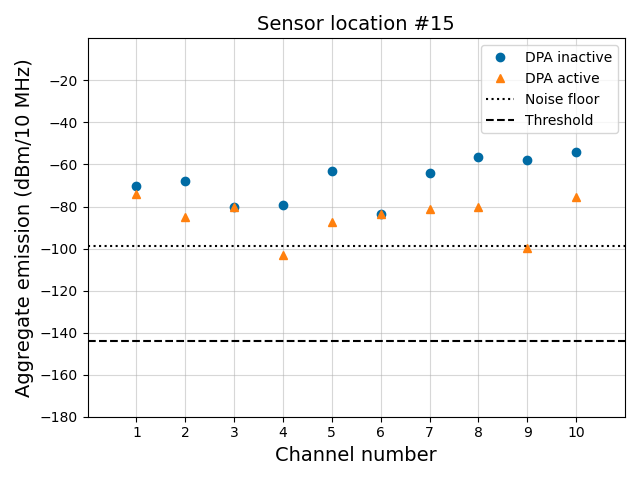 Sensor location #15
DPA inactive
DPA active
Noise floor
Threshold
Aggregate emission (dBm/10 MHz)
−20
−40
−60
−80
−100
−120
−140
−160
−180
1 2 3 4 5 6 7 8 9 10
Channel number